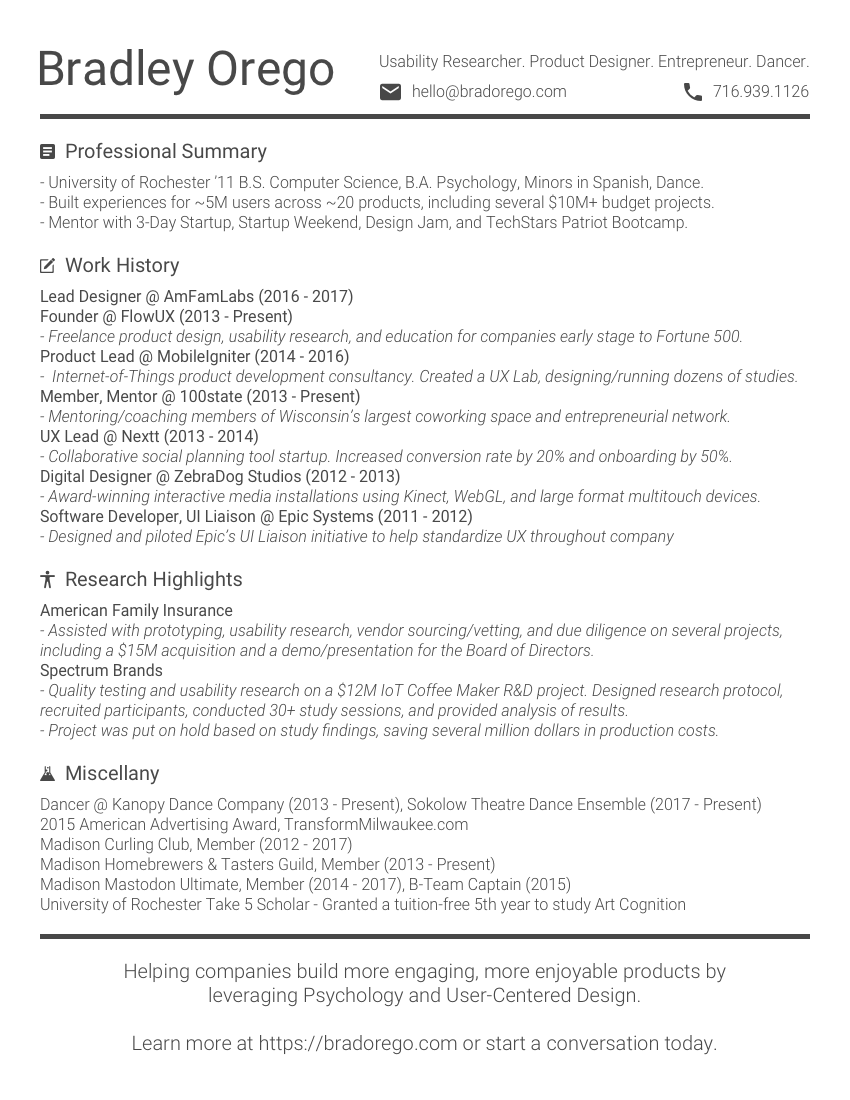 Bradley Orego
Usability Researcher. Product Designer. Entrepreneur. Dancer.
hello@bradorego.com 716.939.1126
Professional Summary
- University of Rochester '11 B.S. Computer Science, B.A. Psychology, Minors in Spanish, Dance.
- Built experiences for ~5M users across ~20 products, including several $10M+ budget projects.
- Mentor with 3-Day Startup, Startup Weekend, Design Jam, and TechStars Patriot Bootcamp.
Work History
Lead Designer @ AmFamLabs (2016 - 2017)
Founder @ FlowUX (2013 - Present)
- Freelance product design, usability research, and education for companies early stage to Fortune 500.
Product Lead @ MobileIgniter (2014 - 2016)
- Internet-of-Things product development consultancy. Created a UX Lab, designing/running dozens of studies.
Member, Mentor @ 100state (2013 - Present)
- Mentoring/coaching members of Wisconsin's largest coworking space and entrepreneurial network.
UX Lead @ Nextt (2013 - 2014)
- Collaborative social planning tool startup. Increased conversion rate by 20% and onboarding by 50%.
Digital Designer @ ZebraDog Studios (2012 - 2013)
- Award-winning interactive media installations using Kinect, WebGL, and large format multitouch devices.
Software Developer, UI Liaison @ Epic Systems (2011 - 2012)
- Designed and piloted Epic's UI Liaison initiative to help standardize UX throughout company
Research Highlights
American Family Insurance
- Assisted with prototyping, usability research, vendor sourcing/vetting, and due diligence on several projects,
including a $15M acquisition and a demo/presentation for the Board of Directors.
Spectrum Brands
- Quality testing and usability research on a $12M IoT Coffee Maker R&D project. Designed research protocol,
recruited participants, conducted 30+ study sessions, and provided analysis of results.
- Project was put on hold based on study findings, saving several million dollars in production costs.
Miscellany
Dancer @ Kanopy Dance Company (2013 - Present), Sokolow Theatre Dance Ensemble (2017 - Present)
2015 American Advertising Award, TransformMilwaukee.com
Madison Curling Club, Member (2012 - 2017)
Madison Homebrewers & Tasters Guild, Member (2013 - Present)
Madison Mastodon Ultimate, Member (2014 - 2017), B-Team Captain (2015)
University of Rochester Take 5 Scholar - Granted a tuition-free 5th year to study Art Cognition
Helping companies build more engaging, more enjoyable products by
leveraging Psychology and User-Centered Design.
Learn more at https://bradorego.com or start a conversation today.